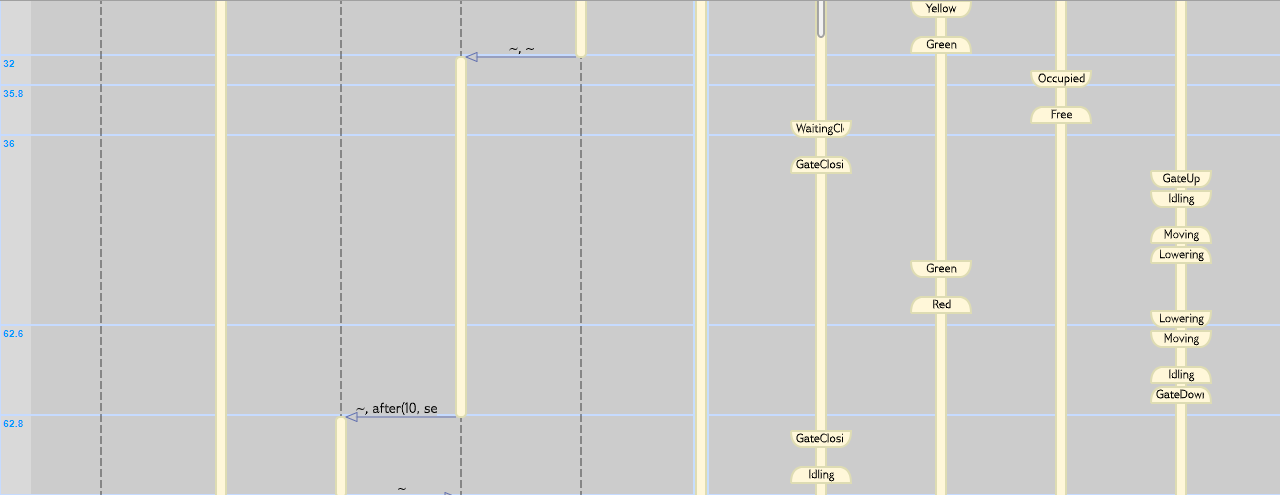 Yellow
Green
~, ~
32
Occupied
35.8
Free
WaitingCl
36
GateClosi
GateUp
Idling
Moving
Lowering
Green
Red
Lowering
62.6
Moving
Idling
GateDow
~, after(10, se
62.8
GateClosi
Idling
~